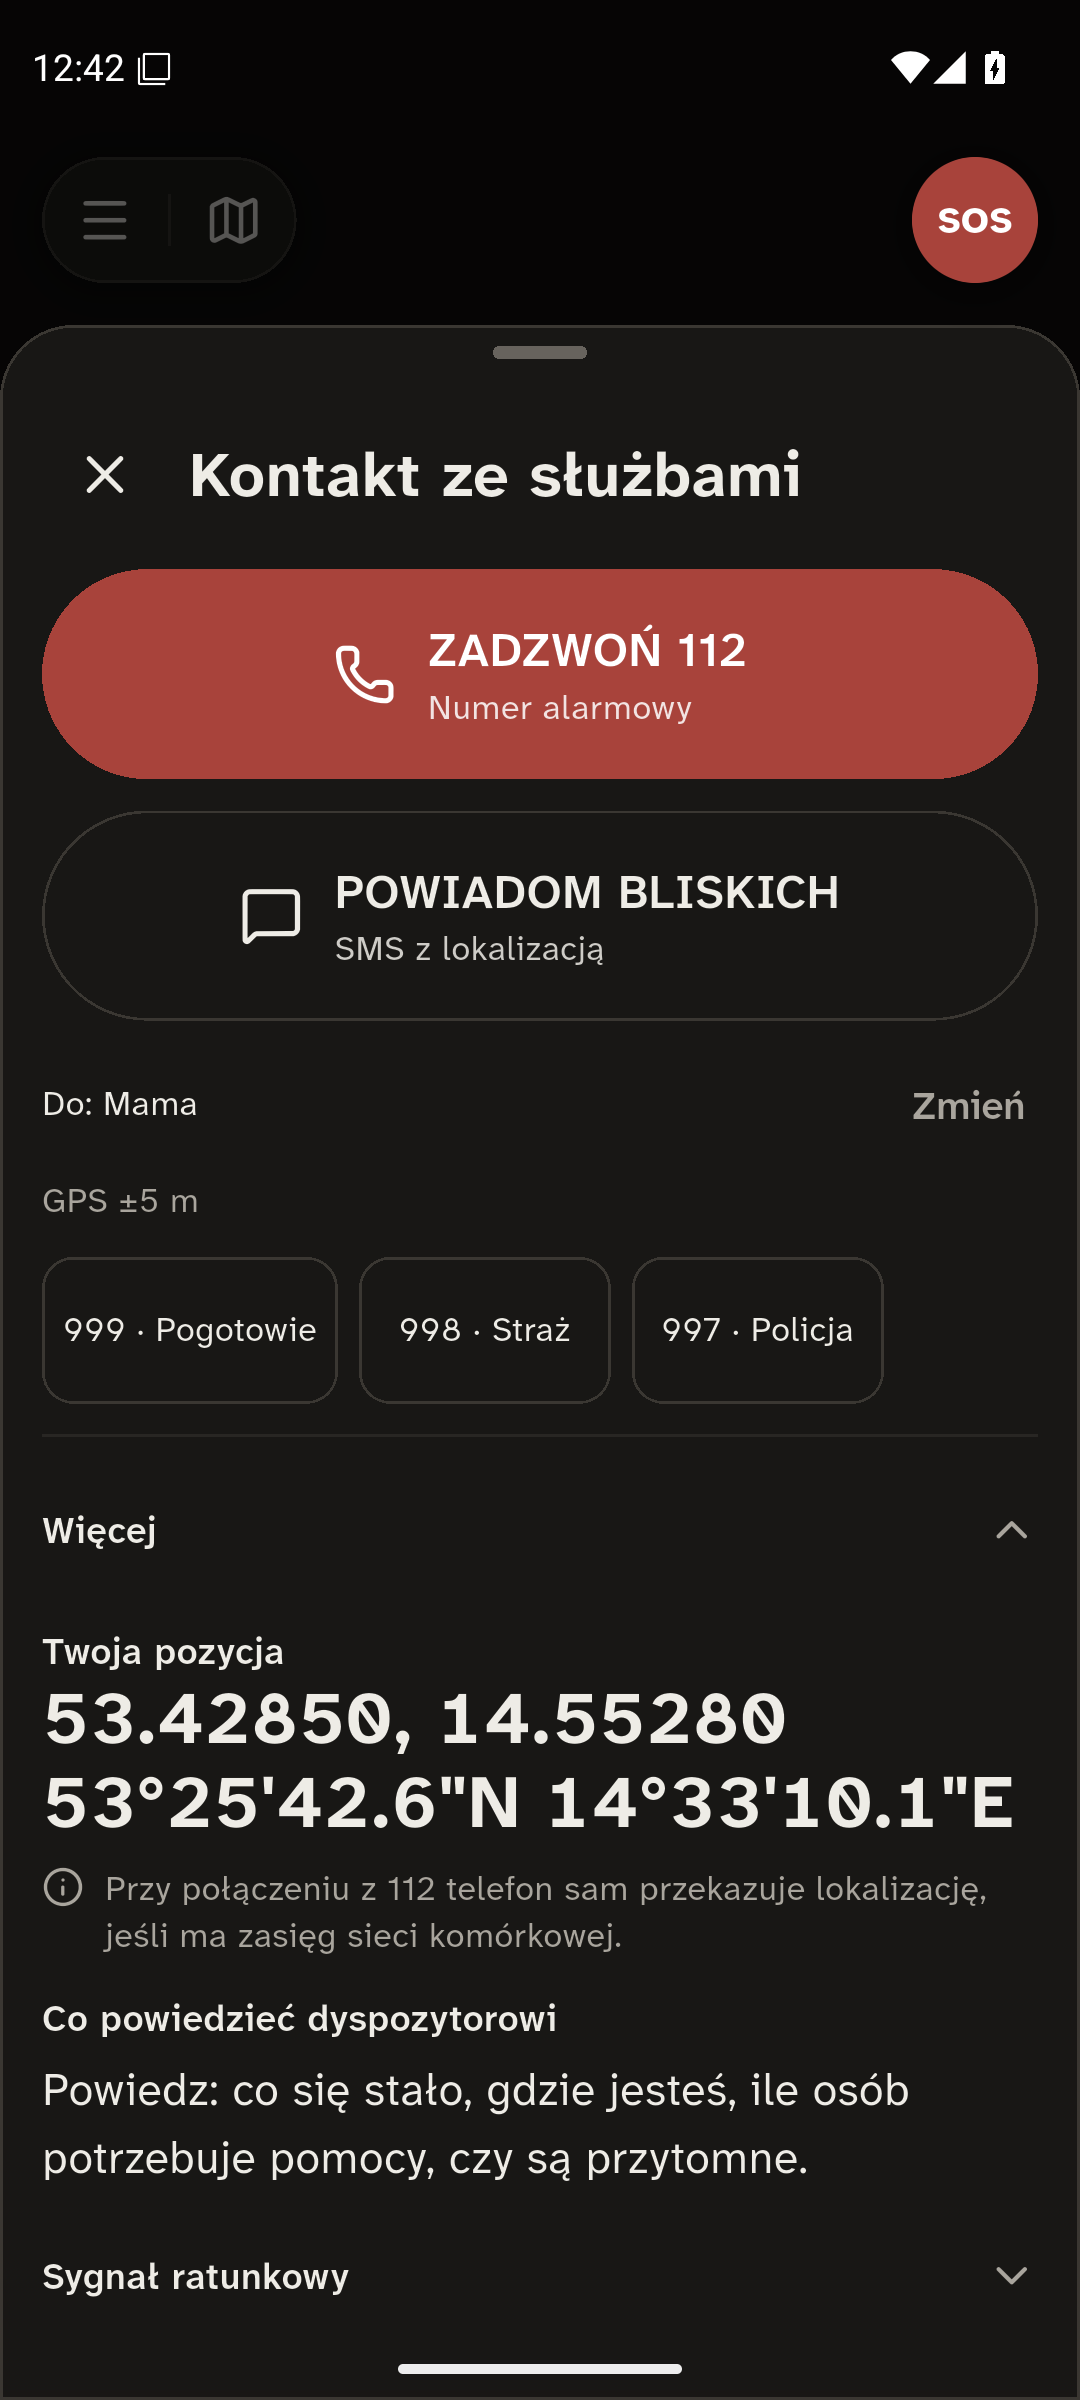 12:42
SOS
Kontakt ze służbami
ZADZWOŃ 112
Numer alarmowy
POWIADOM BLISKICH
SMS z lokalizacją
Do: Mama
Zmień
GPS ±5 m
999 · Pogotowie
998 · Straż
997 · Policja
Więcej
Twoja pozycja
53.42850, 14.55280
53°25'42.6"N 14°33'10.1"E
Przy połączeniu z 112 telefon sam przekazuje lokalizację,
jeśli ma zasięg sieci komórkowej.
Co powiedzieć dyspozytorowi
Powiedz: co się stało, gdzie jesteś, ile osób
potrzebuje pomocy, czy są przytomne.
Sygnał ratunkowy